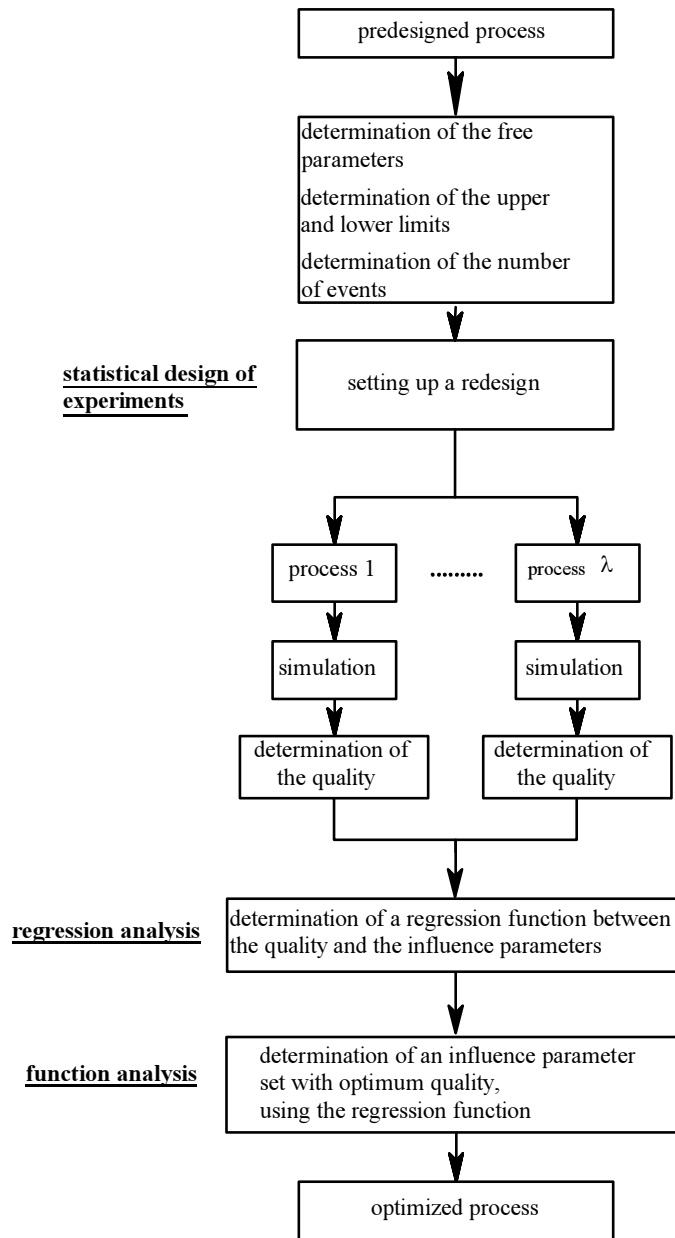 predesigned process
determination of the free
parameters
determination of the upper
and lower limits
determination of the number
of events
statistical design of
experiments
setting up a redesign
process 1
.........
process λ
simulation
simulation
determination of
the quality
determination of
the quality
regression analysis
determination of a regression function between
the quality and the influence parameters
function analysis
determination of an influence parameter
set with optimum quality,
using the regression function
optimized process